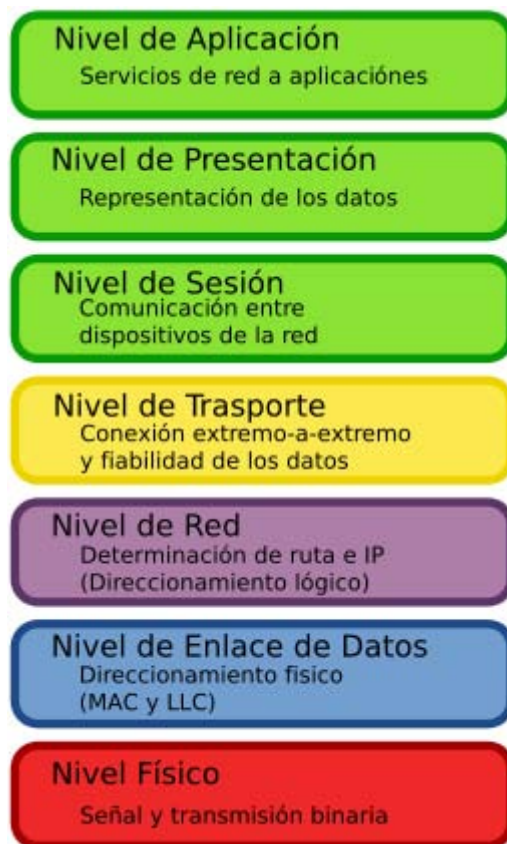 Nivel de Aplicación
Servicios de red a aplicaciónes
Nivel de Presentación
Representación de los datos
Nivel de Sesión
Comunicación entre
dispositivos de la red
Nivel de Trasporte
Conexión extremo-a-extremo
y fiabilidad de los datos
Nivel de Red
Determinación de ruta e IP
(Direccionamiento lógico)
Nivel de Enlace de Datos
Direccionamiento fisico
(MAC y LLC)
Nivel Físico
Señal y transmisión binaria